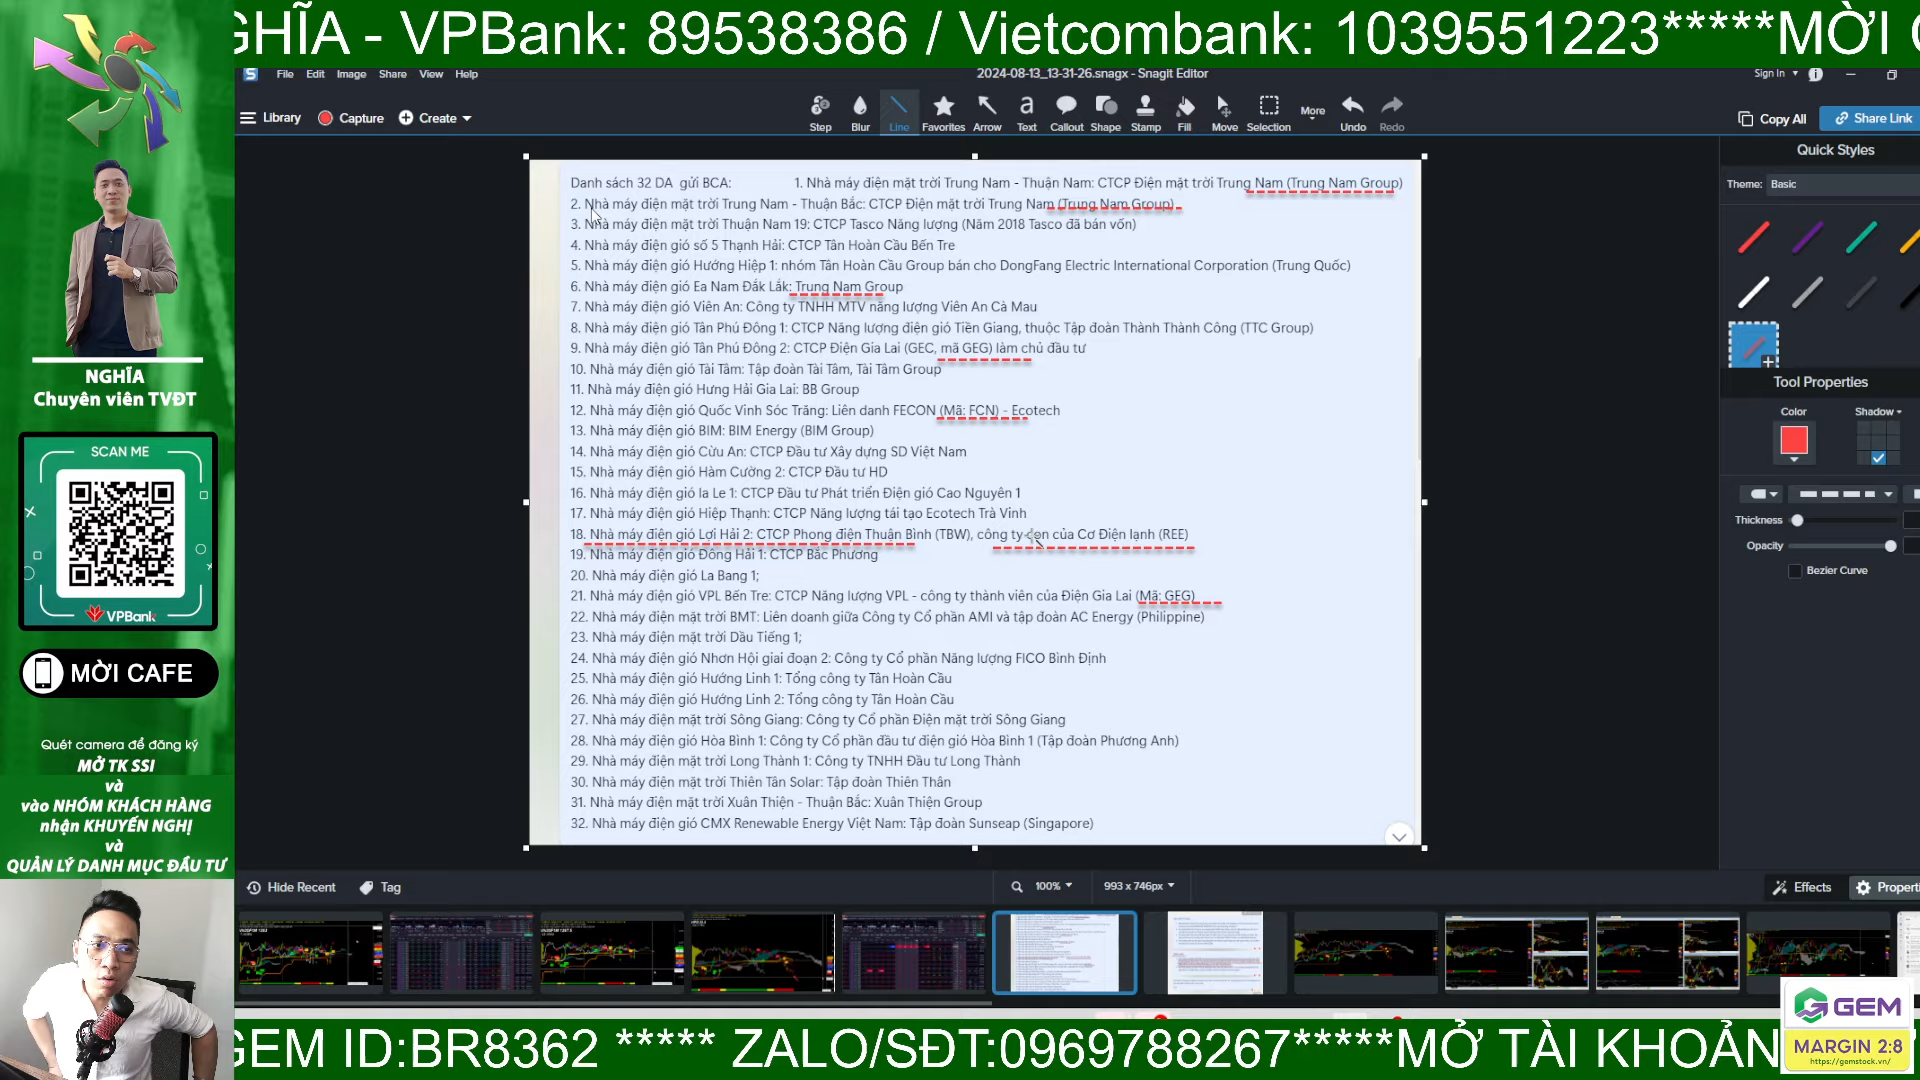 GHĨA - VPBank: 89538386 / Vietcombank: 1039551223*****MỜI
File Edit Image Share View Help
2024-08-13_13-31-26.snagx - Snagit Editor
Sign In
Library Capture Create
Step Blur Line Favorites Arrow Text Callout Shape Stamp Fill Move Selection More Undo Redo
Copy All Share Link
Quick Styles
Theme: Basic
Danh sách 32 DA gửi BCA: 1. Nhà máy điện mặt trời Trung Nam - Thuận Nam: CTCP Điện mặt trời Trung Nam (Trung Nam Group)
2. Nhà máy điện mặt trời Trung Nam - Thuận Bắc: CTCP Điện mặt trời Trung Nam (Trung Nam Group)
3. Nhà máy điện mặt trời Thuận Nam 19: CTCP Tasco Năng lượng (Năm 2018 Tasco đã bán vốn)
4. Nhà máy điện gió số 5 Thạnh Hải: CTCP Tân Hoàn Cầu Bến Tre
5. Nhà máy điện gió Hướng Hiệp 1: nhóm Tân Hoàn Cầu Group bán cho DongFang Electric International Corporation (Trung Quốc)
6. Nhà máy điện gió Ea Nam Đắk Lắk: Trung Nam Group
7. Nhà máy điện gió Viên An: Công ty TNHH MTV năng lượng Viên An Cà Mau
8. Nhà máy điện gió Tân Phú Đông 1: CTCP Năng lượng điện gió Tiền Giang, thuộc Tập đoàn Thành Thành Công (TTC Group)
9. Nhà máy điện gió Tân Phú Đông 2: CTCP Điện Gia Lai (GEC, mã GEG) làm chủ đầu tư
10. Nhà máy điện gió Tài Tâm: Tập đoàn Tài Tâm, Tài Tâm Group
11. Nhà máy điện gió Hưng Hải Gia Lai: BB Group
12. Nhà máy điện gió Quốc Vinh Sóc Trăng: Liên danh FECON (Mã: FCN) - Ecotech
13. Nhà máy điện gió BIM: BIM Energy (BIM Group)
14. Nhà máy điện gió Cừu An: CTCP Đầu tư Xây dựng SD Việt Nam
15. Nhà máy điện gió Hàm Cường 2: CTCP Đầu tư HD
16. Nhà máy điện gió Ia Le 1: CTCP Đầu tư Phát triển Điện gió Cao Nguyên 1
17. Nhà máy điện gió Hiệp Thạnh: CTCP Năng lượng tái tạo Ecotech Trà Vinh
18. Nhà máy điện gió Lợi Hải 2: CTCP Phong điện Thuận Bình (TBW), công ty con của Cơ Điện lạnh (REE)
19. Nhà máy điện gió Đông Hải 1: CTCP Bắc Phương
20. Nhà máy điện gió La Bang 1;
21. Nhà máy điện gió VPL Bến Tre: CTCP Năng lượng VPL - công ty thành viên của Điện Gia Lai (Mã: GEG)
22. Nhà máy điện mặt trời BMT: Liên doanh giữa Công ty Cổ phần AMI và tập đoàn AC Energy (Philippine)
23. Nhà máy điện mặt trời Dầu Tiếng 1;
24. Nhà máy điện gió Nhơn Hội giai đoạn 2: Công ty Cổ phần Năng lượng FICO Bình Định
25. Nhà máy điện gió Hướng Linh 1: Tổng công ty Tân Hoàn Cầu
26. Nhà máy điện gió Hướng Linh 2: Tổng công ty Tân Hoàn Cầu
27. Nhà máy điện mặt trời Sông Giang: Công ty Cổ phần Điện mặt trời Sông Giang
28. Nhà máy điện gió Hòa Bình 1: Công ty Cổ phần đầu tư điện gió Hòa Bình 1 (Tập đoàn Phương Anh)
29. Nhà máy điện mặt trời Long Thành 1: Công ty TNHH Đầu tư Long Thành
30. Nhà máy điện mặt trời Thiên Tân Solar: Tập đoàn Thiên Thân
31. Nhà máy điện mặt trời Xuân Thiện - Thuận Bắc: Xuân Thiện Group
32. Nhà máy điện gió CMX Renewable Energy Việt Nam: Tập đoàn Sunseap (Singapore)
Tool Properties
Color Shadow
Thickness
Opacity
Bezier Curve
NGHĨA
Chuyên viên TVĐT
SCAN ME
VPBank
MỜI CAFE
Quét camera để đăng ký
MỞ TK SSI
và
vào NHÓM KHÁCH HÀNG
nhận KHUYẾN NGHỊ
và
QUẢN LÝ DANH MỤC ĐẦU TƯ
Hide Recent Tag
100% 993 x 746px
Effects Properti
GEM
MARGIN 2:8
https://gemstock.vn/
GEM ID:BR8362 ***** ZALO/SĐT:0969788267*****MỞ TÀI KHOẢN